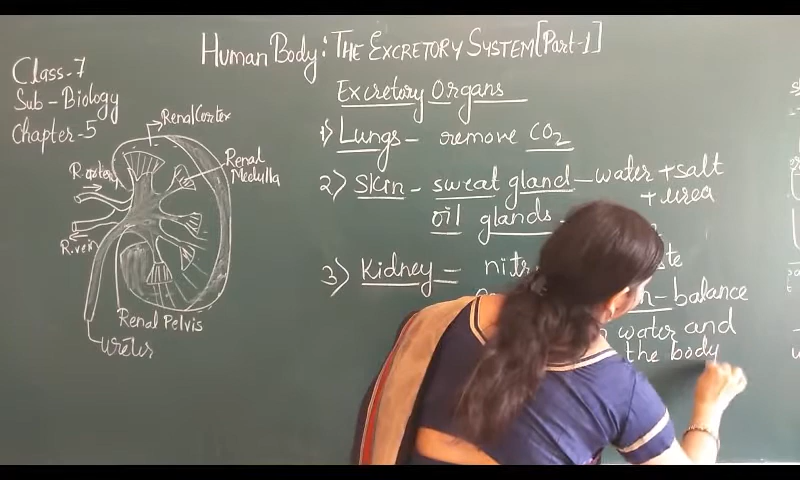 Human Body: THE EXCRETORY SYSTEM [Part-1]
Class-7
Sub-Biology
Chapter-5
Renal Cortex
Renal
Medulla
R.vein
Renal Pelvis
Ureter
Excretory Organs
1) Lungs - remove CO2
2) Skin - sweat gland - water + salt
+ urea
oil glands -
3) Kidney =
balance
water and
the body